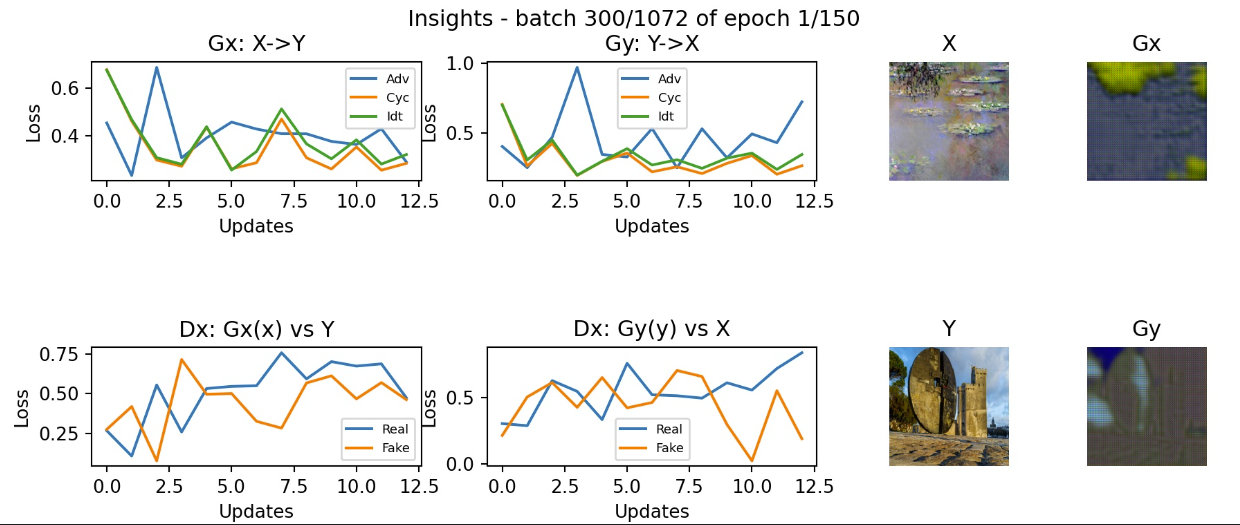 Insights - batch 300/1072 of epoch 1/150
Gx: X->Y
Loss
0.6
0.4
Adv
Cyc
Idt
0.0 2.5 5.0 7.5 10.0 12.5
Updates
Gy: Y->X
Loss
1.0
0.5
Adv
Cyc
Idt
0.0 2.5 5.0 7.5 10.0 12.5
Updates
X
Gx
Dx: Gx(x) vs Y
Loss
0.75
0.50
0.25
Real
Fake
0.0 2.5 5.0 7.5 10.0 12.5
Updates
Dx: Gy(y) vs X
Loss
0.5
0.0
Real
Fake
0.0 2.5 5.0 7.5 10.0 12.5
Updates
Y
Gy